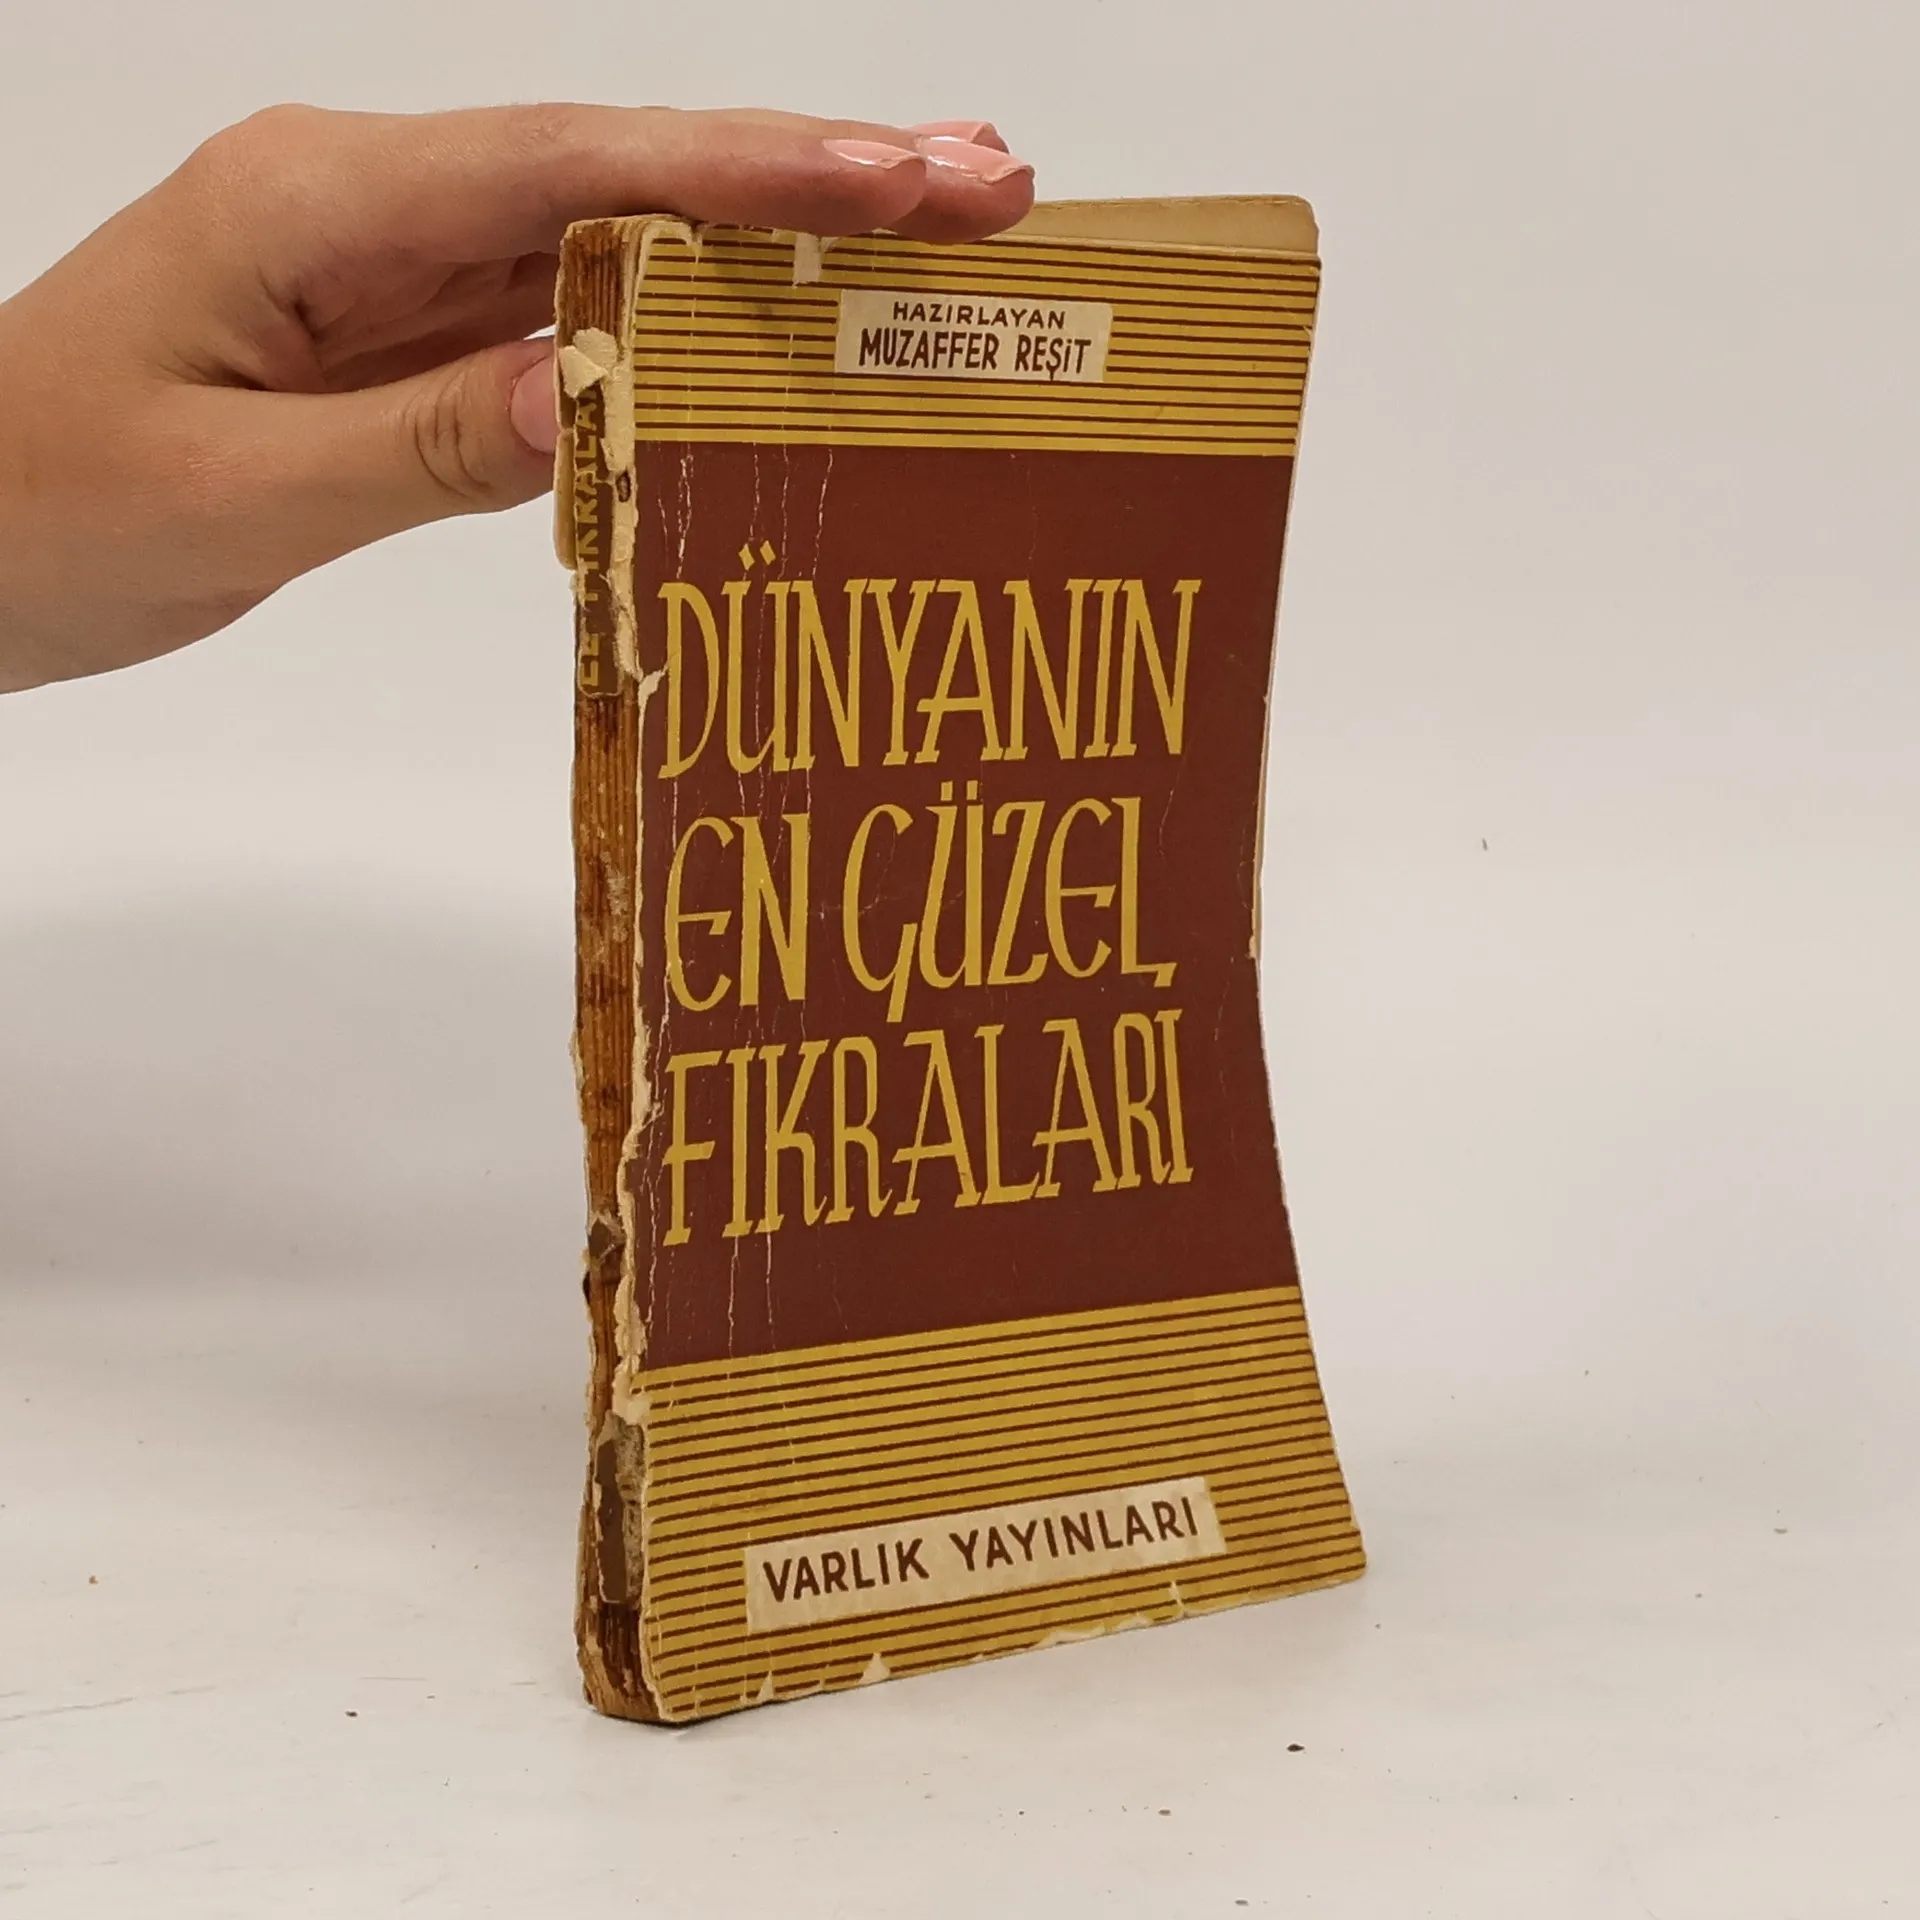 HAZIRLAYAN
MUZAFFER REŞİT
DÜNYANIN
EN GÜZEL
FIKRALARI
VARLIK YAYINLARI